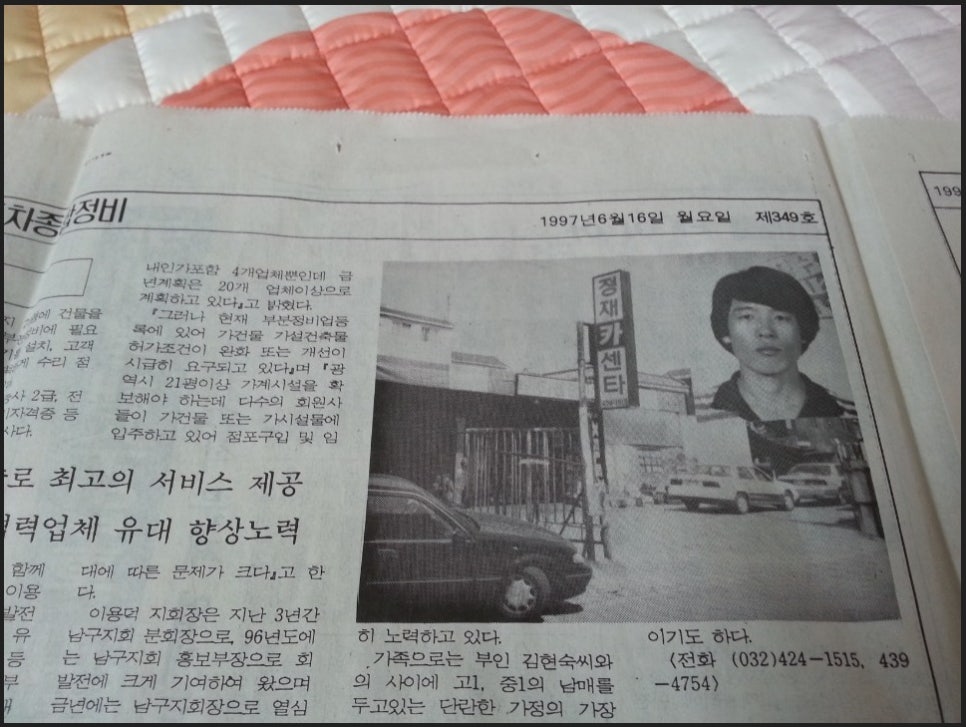 차종합정비
1997년6월16일 월요일 제349호
199
내인가포함 4개업체뿐인데 금
년계획은 20개 업체이상으로
계획하고 있다』고 밝혔다.
『그러나 현재 부분정비업등
록에 있어 가건물 가설건축물
허가조건이 완화 또는 개선이
시급히 요구되고 있다』며 『광
역시 21평이상 가게시설을 확
보해야 하는데 다수의 회원사
들이 가건물 또는 가시설물에
입주하고 있어 점포구입 및 임
건물을
필요
설치, 고객
수리 점
2급, 전
자격증 등
사다.
로 최고의 서비스 제공
협력업체 유대 향상노력
함께
이용
발전
유
등
부
대에 따른 문제가 크다』고 한
다.
이용덕 지회장은 지난 3년간
남구지회 분회장으로, 96년도에
는 남구지회 홍보부장으로 회
발전에 크게 기여하여 왔으며
금년에는 남구지회장으로 열심
정재카센타
히 노력하고 있다.
가족으로는 부인 김현숙씨와
의 사이에 고1, 중1의 남매를
두고있는 단란한 가정의 가장
이기도 하다.
〈전화 (032)424-1515, 439
-4754〉